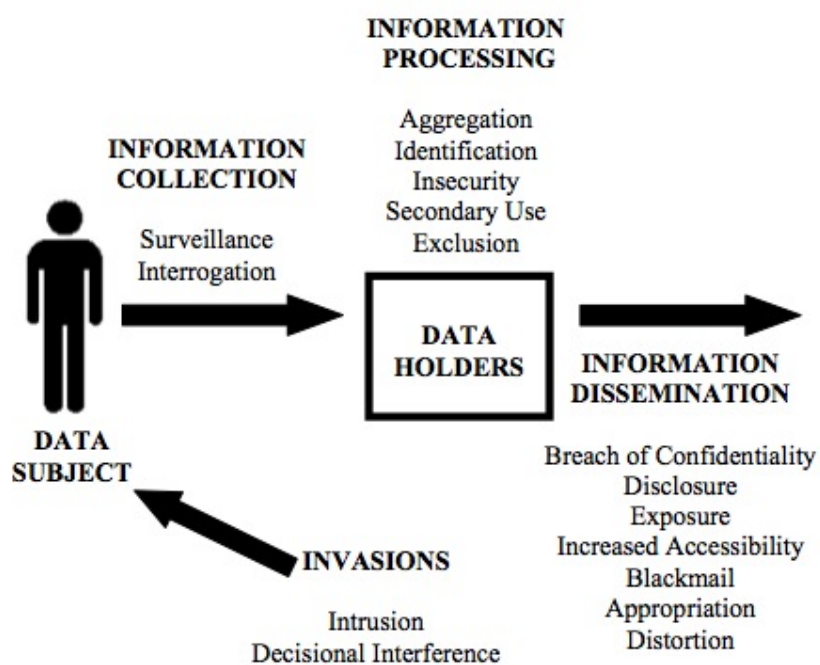 INFORMATION
PROCESSING
Aggregation
Identification
Insecurity
Secondary Use
Exclusion
INFORMATION
COLLECTION
Surveillance
Interrogation
DATA
HOLDERS
DATA
SUBJECT
INFORMATION
DISSEMINATION
Breach of Confidentiality
Disclosure
Exposure
Increased Accessibility
Blackmail
Appropriation
Distortion
INVASIONS
Intrusion
Decisional Interference